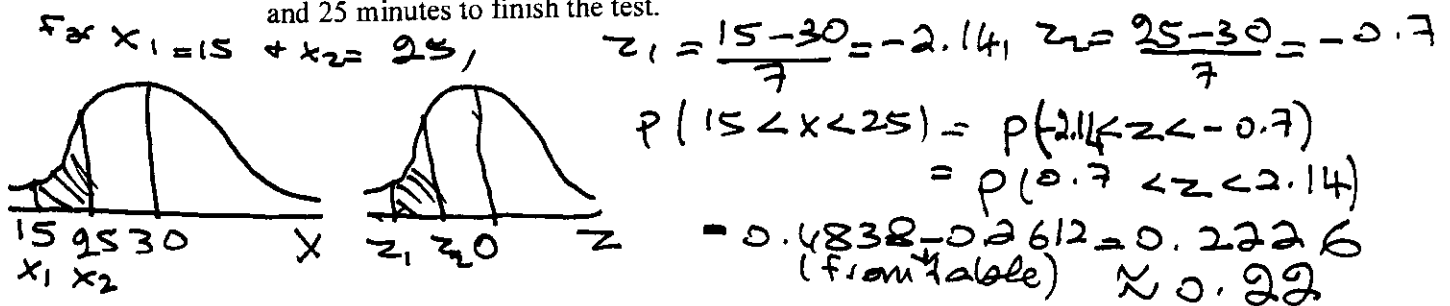 and 25 minutes to finish the test.
For x₁ = 15 & x₂ = 25, z₁ = 15-30/7 = -2.14, z₂ = 25-30/7 = -0.7
P(15<x<25) = P(-2.14<z<-0.7)
= P(0.7<z<2.14)
= 0.4838-0.2612=0.2226
(from table) ≈ 0.22
15 25 30 X z₁ z₂ 0 Z
x₁ x₂